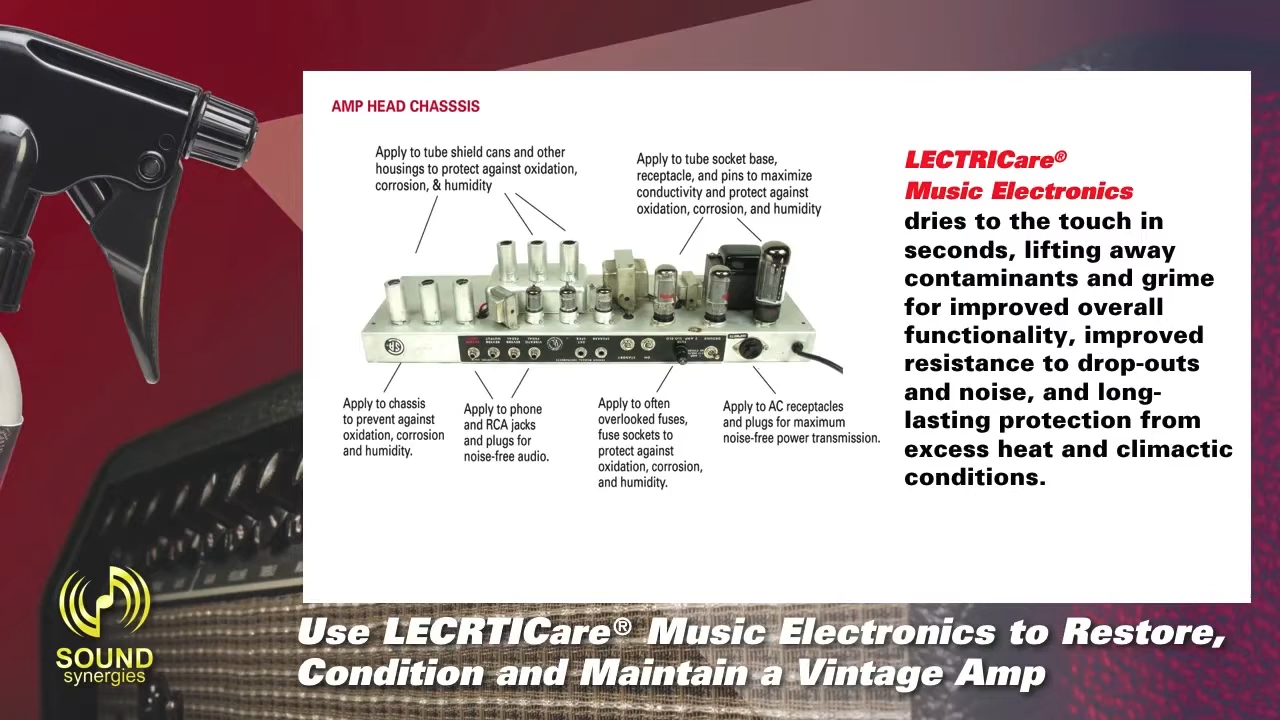 AMP HEAD CHASSSIS
Apply to tube shield cans and other
housings to protect against oxidation,
corrosion, & humidity
Apply to tube socket base,
receptacle, and pins to maximize
conductivity and protect against
oxidation, corrosion, and humidity
Apply to chassis
to prevent against
oxidation, corrosion
and humidity.
Apply to phone
and RCA jacks
and plugs for
noise-free audio.
Apply to often
overlooked fuses,
fuse sockets to
protect against
oxidation, corrosion,
and humidity.
Apply to AC receptacles
and plugs for maximum
noise-free power transmission.
LECTRICare®
Music Electronics
dries to the touch in
seconds, lifting away
contaminants and grime
for improved overall
functionality, improved
resistance to drop-outs
and noise, and long-
lasting protection from
excess heat and climactic
conditions.
SOUND
synergies
Use LECRTICare® Music Electronics to Restore,
Condition and Maintain a Vintage Amp